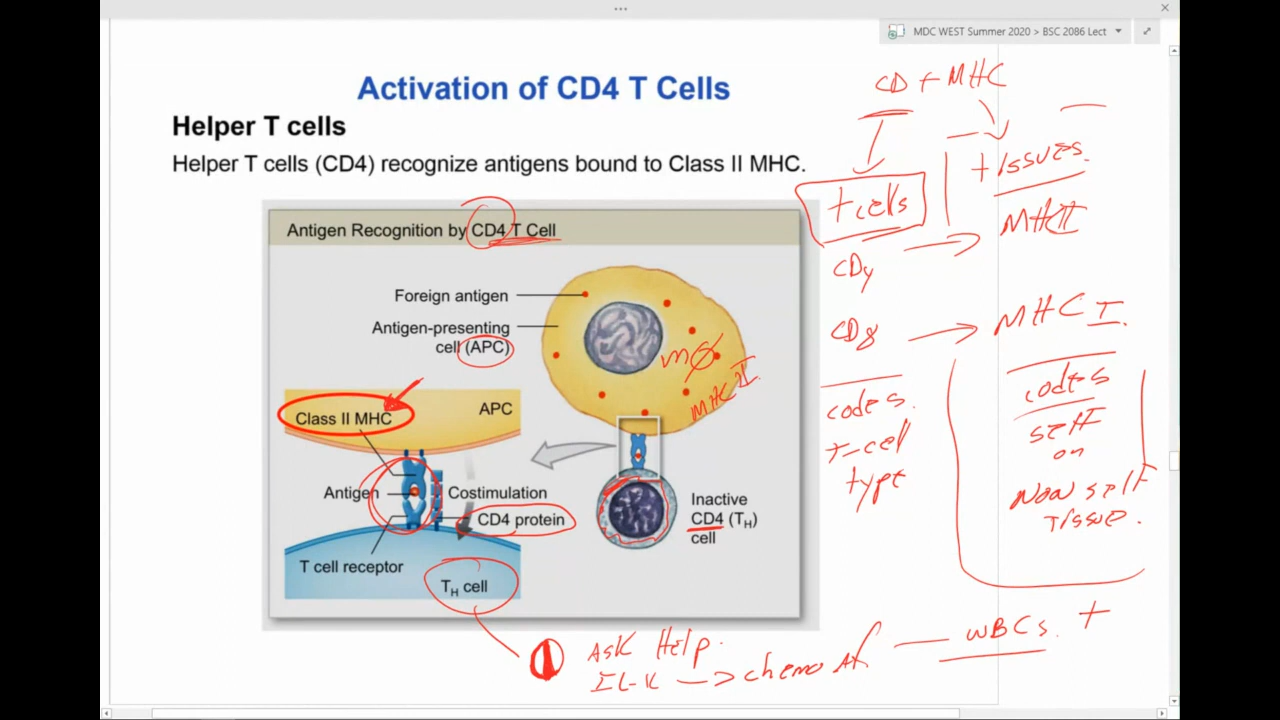 MDC WEST Summer 2020 > BSC 2086 Lect
Activation of CD4 T Cells
Helper T cells
Helper T cells (CD4) recognize antigens bound to Class II MHC.
Antigen Recognition by CD4 T Cell
Foreign antigen
Antigen-presenting
cell (APC)
MHC II
Class II MHC
APC
Antigen
Costimulation
CD4 protein
T cell receptor
TH cell
Inactive
CD4 (TH)
cell
CD + MHC
T cells
Tissues
MHC II
CD4
CD8
MHC I
codes
T-cell
type
codes
self
or
Non self
Tissue.
Ask Help.
IL-K
WBCs. +